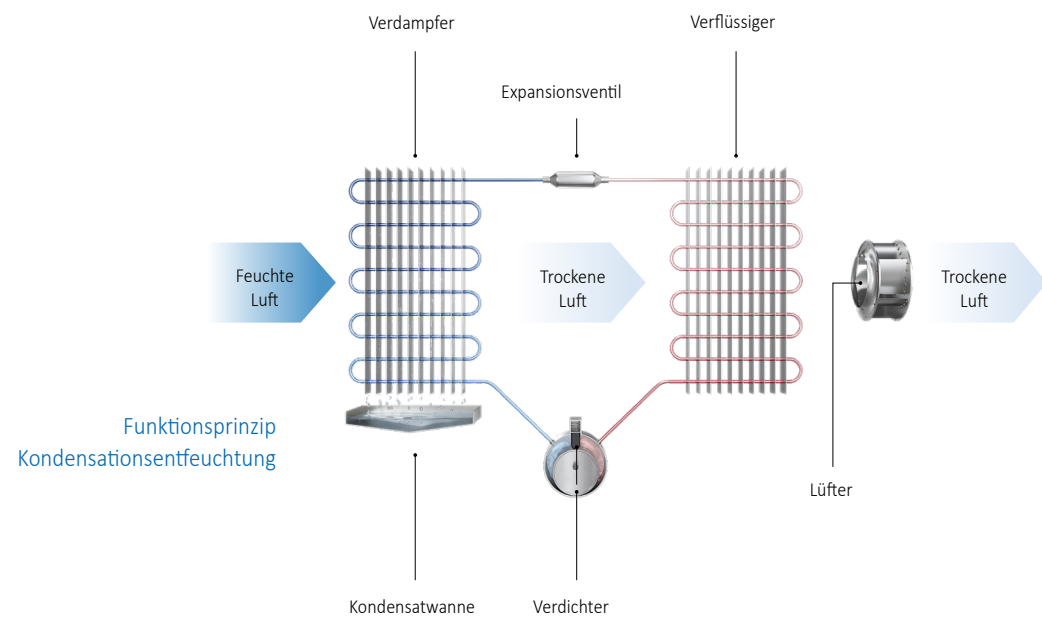 Verdampfer
Verflüssiger
Expansionsventil
Feuchte
Luft
Trockene
Luft
Trockene
Luft
Funktionsprinzip
Kondensationsentfeuchtung
Lüfter
Kondensatwanne
Verdichter